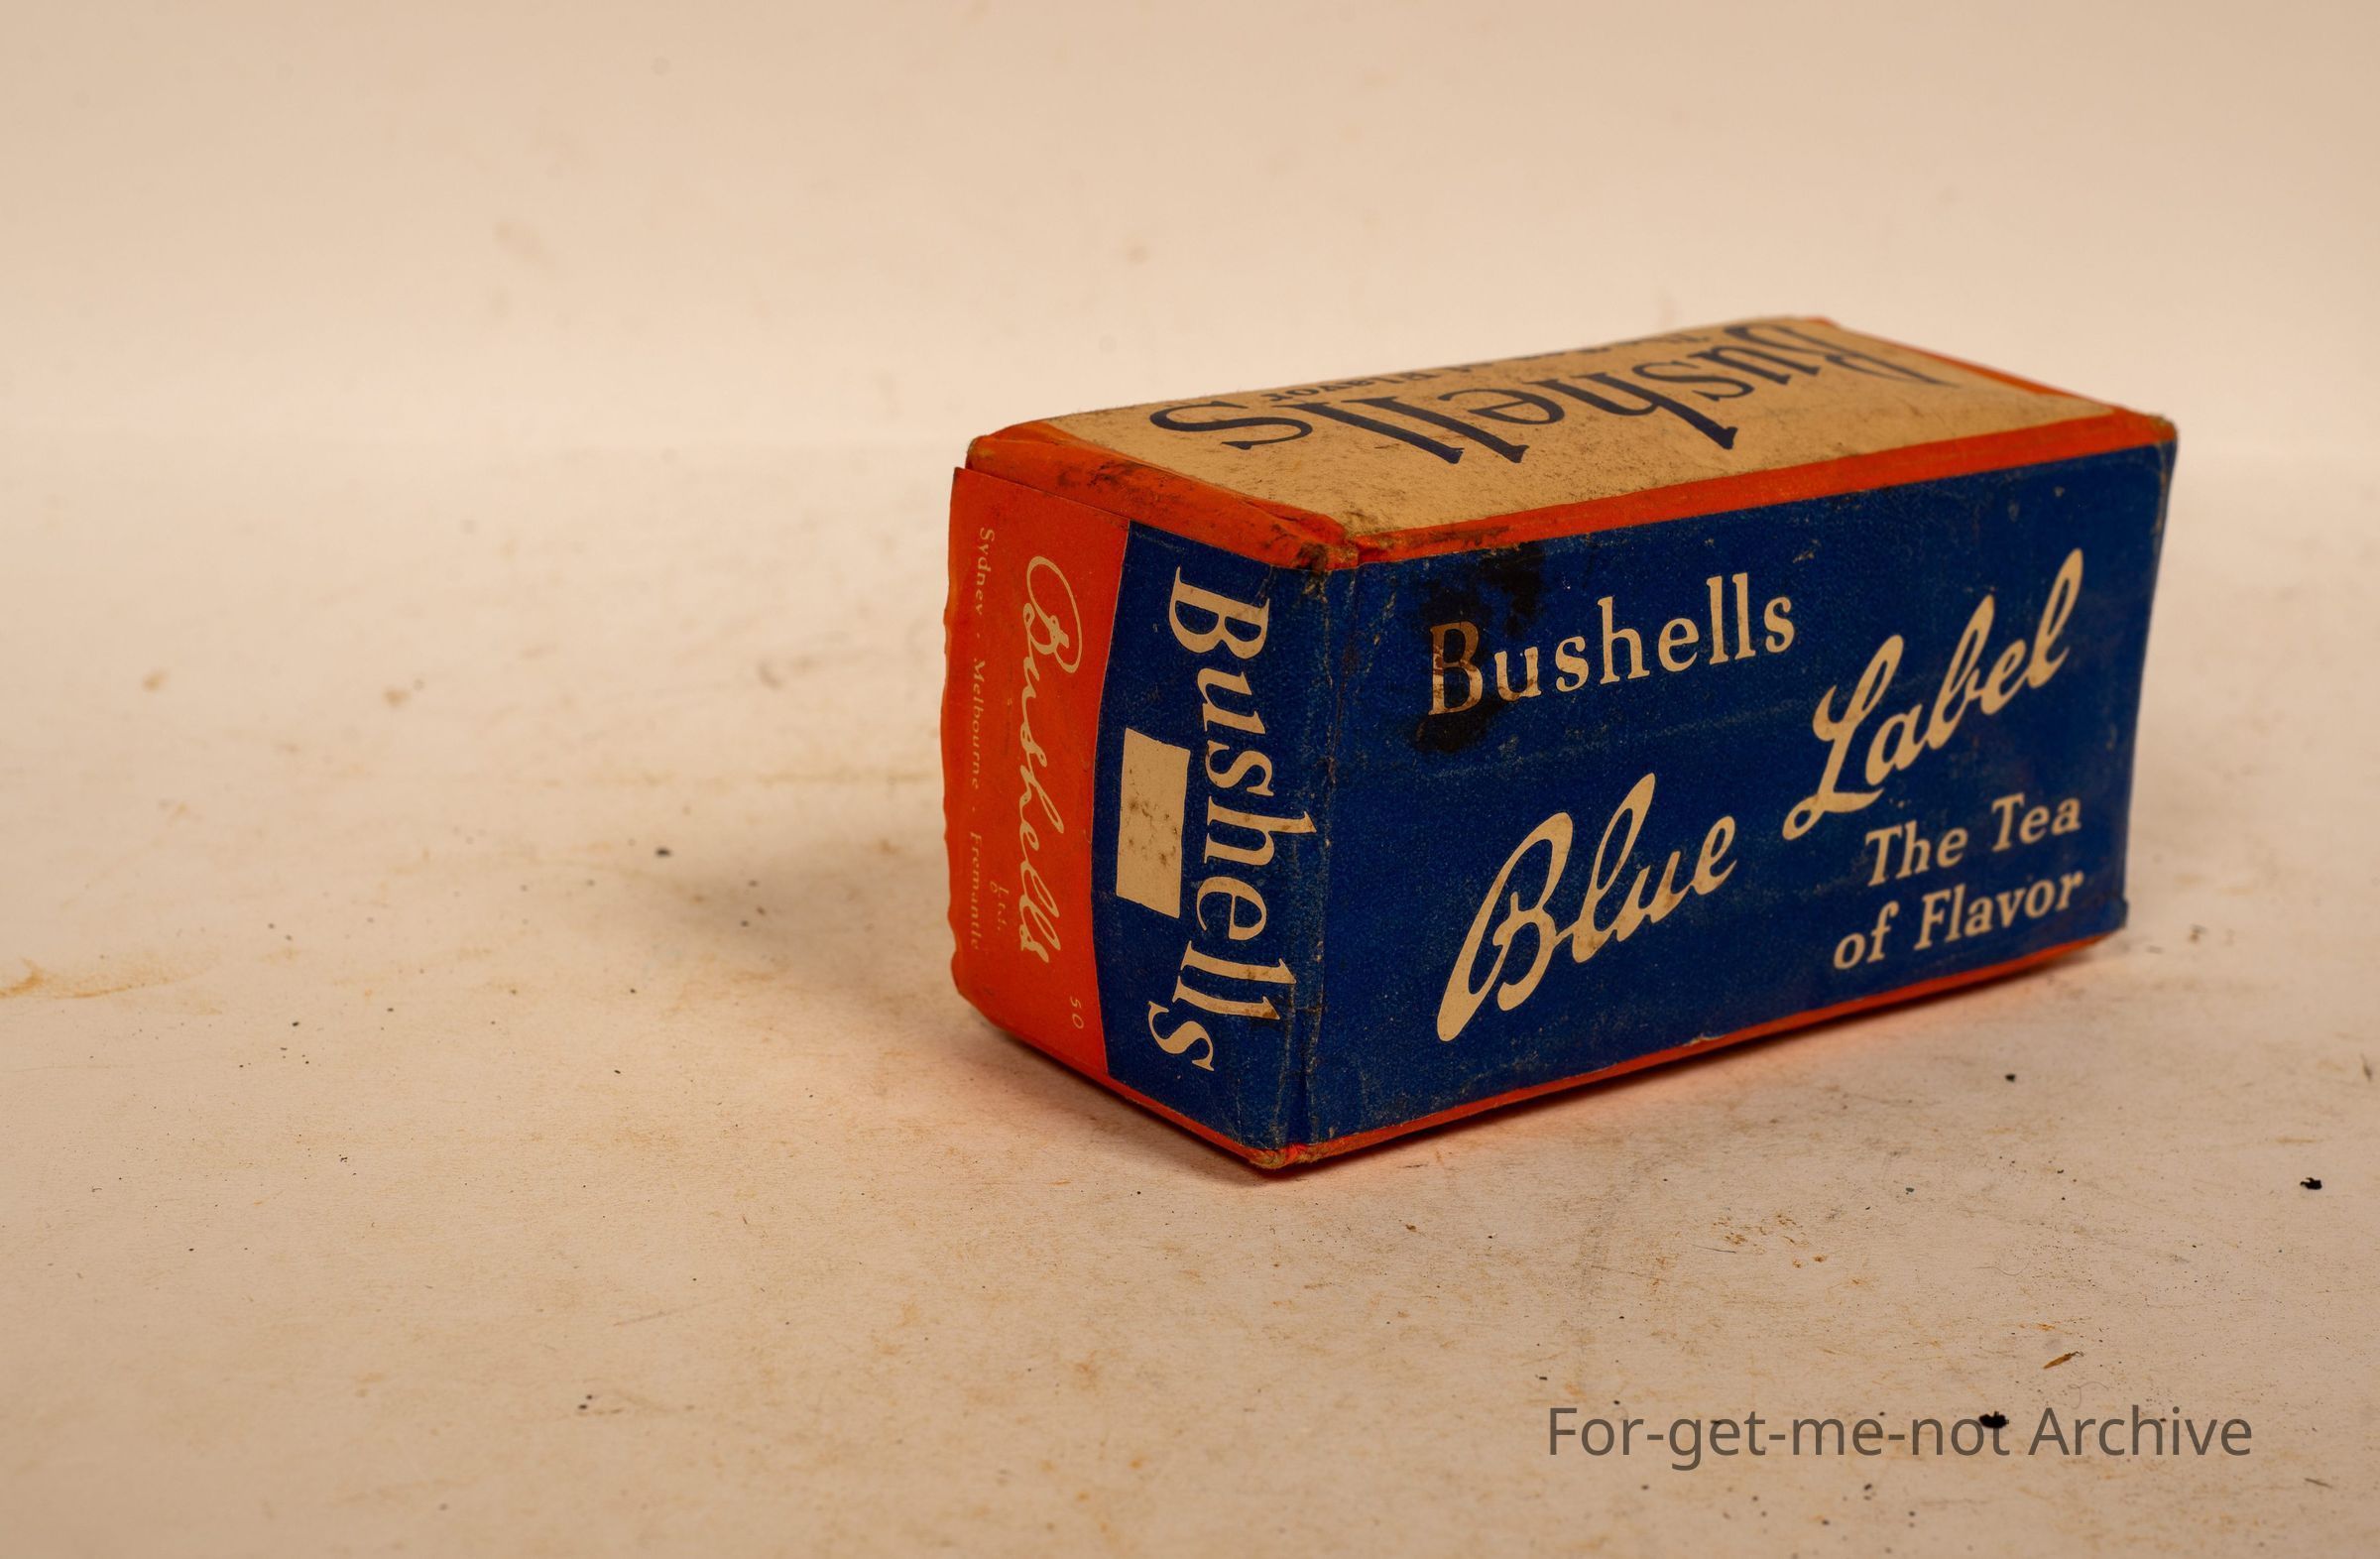 Bushells
Bushells
Blue Label
The Tea
of Flavor
Bushells
Bushells
Ltd.
Sydney - Melbourne - Fremantle
50
For-get-me-not Archive